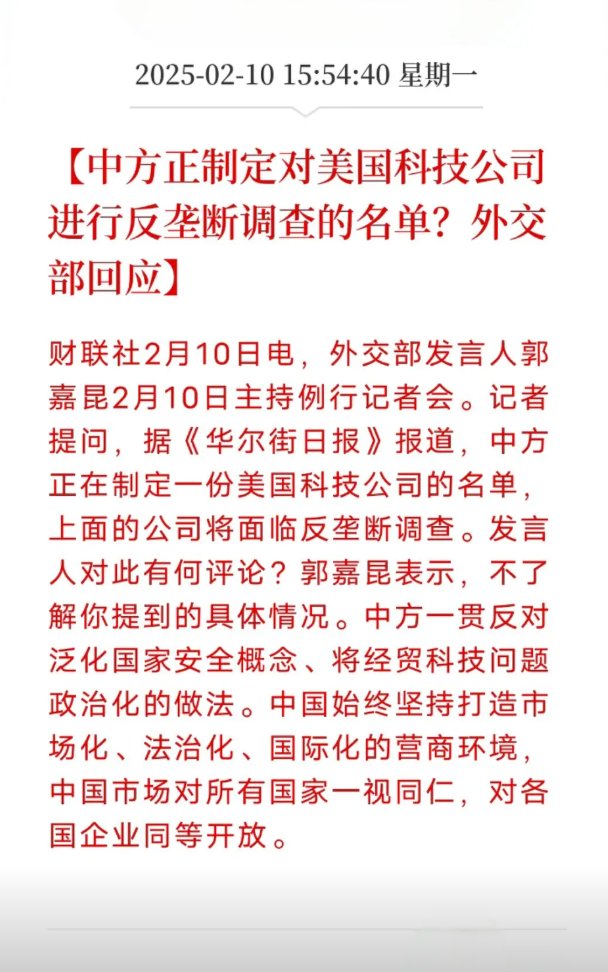 2025-02-10 15:54:40 星期一
【中方正制定对美国科技公司
进行反垄断调查的名单？外交
部回应】
财联社2月10日电，外交部发言人郭
嘉昆2月10日主持例行记者会。记者
提问，据《华尔街日报》报道，中方
正在制定一份美国科技公司的名单，
上面的公司将面临反垄断调查。发言
人对此有何评论？郭嘉昆表示，不了
解你提到的具体情况。中方一贯反对
泛化国家安全概念、将经贸科技问题
政治化的做法。中国始终坚持打造市
场化、法治化、国际化的营商环境，
中国市场对所有国家一视同仁，对各
国企业同等开放。